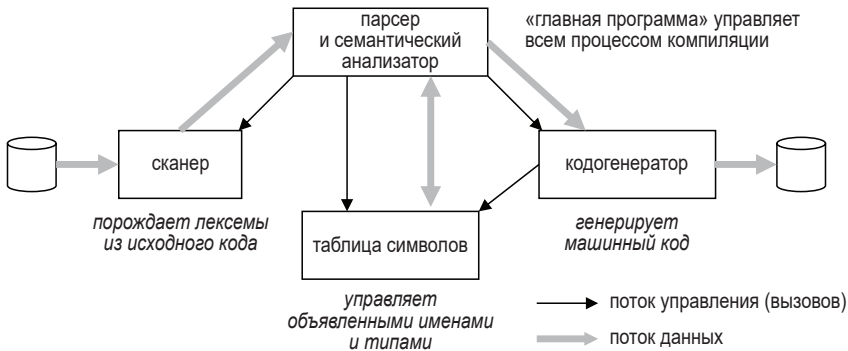 парсер
и семантический
анализатор
«главная программа» управляет
всем процессом компиляции
сканер
кодогенератор
порождает лексемы
из исходного кода
таблица символов
генерирует
машинный код
управляет
объявленными именами
и типами
поток управления (вызовов)
поток данных